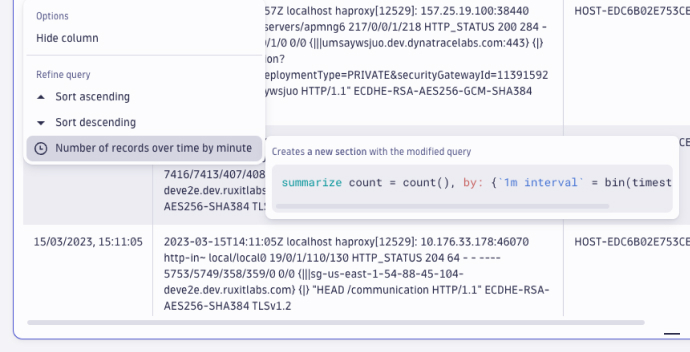 Options
Hide column
Refine query
Sort ascending
Sort descending
Number of records over time by minute
57Z localhost haproxy[12529]: 157.25.19.100:38440
servers/apmng6 217/0/0/1/218 HTTP_STATUS 200 284 -
/1/0 0/0 {|||umsaywsjuo.dev.dynatracelabs.com:443} {|}
on?
eploymentType=PRIVATE&securityGatewayId=11391592
ywsjuo HTTP/1.1" ECDHE-RSA-AES256-GCM-SHA384
HOST-EDC6B02E753CE
Creates a new section with the modified query
summarize count = count(), by: {`1m interval` = bin(timest
7416/7413/407/408
deve2e.dev.ruxitlabs
AES256-SHA384 TLS
15/03/2023, 15:11:05
2023-03-15T14:11:05Z localhost haproxy[12529]: 10.176.33.178:46070
http-in~ local/local0 19/0/1/110/130 HTTP_STATUS 204 64 - - ----
5753/5749/358/359/0 0/0 {|||sg-us-east-1-54-88-45-104-
deve2e.dev.ruxitlabs.com} {|} "HEAD /communication HTTP/1.1" ECDHE-RSA-
AES256-SHA384 TLSv1.2
HOST-EDC6B02E753CE